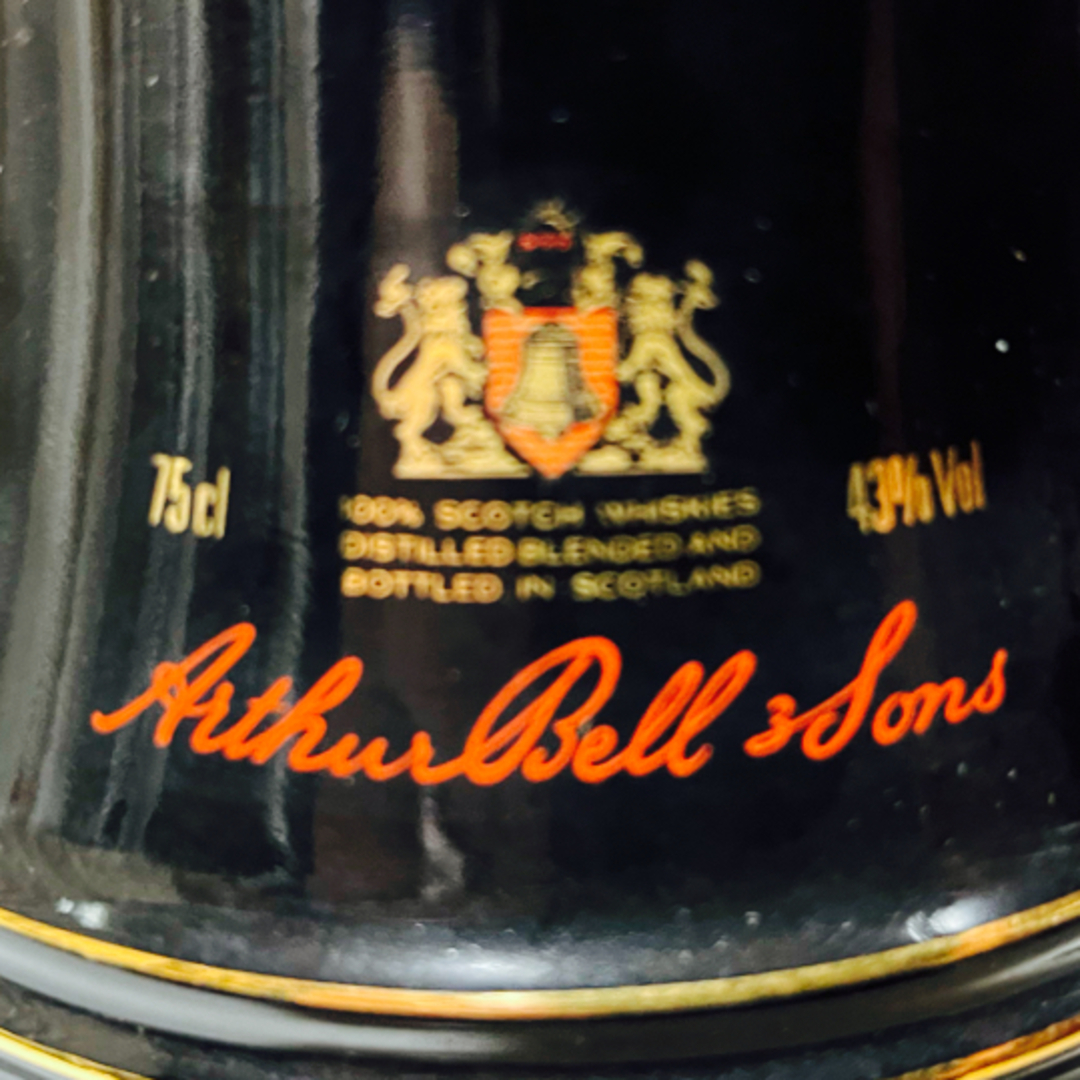 75cl
43% Vol
100% SCOTCH WHISKIES
DISTILLED BLENDED AND
BOTTLED IN SCOTLAND
Arthur Bell & Sons